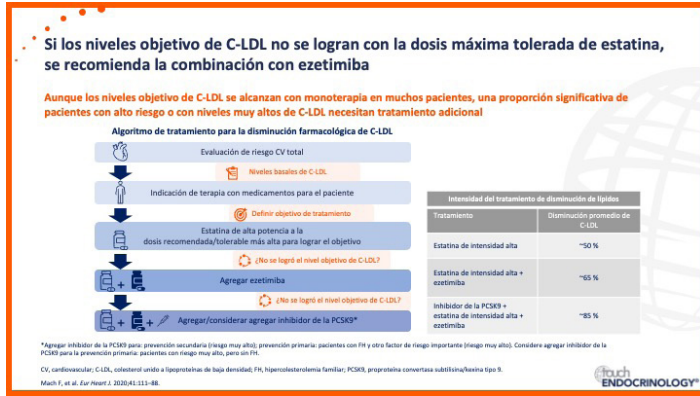 Si los niveles objetivo de C-LDL no se logran con la dosis máxima tolerada de estatina,
se recomienda la combinación con ezetimiba
Aunque los niveles objetivo de C-LDL se alcanzan con monoterapia en muchos pacientes, una proporción significativa de
pacientes con alto riesgo o con niveles muy altos de C-LDL necesitan tratamiento adicional
Algoritmo de tratamiento para la disminución farmacológica de C-LDL
Evaluación de riesgo CV total
Niveles basales de C-LDL
Indicación de terapia con medicamentos para el paciente
Definir objetivo de tratamiento
Estatina de alta potencia a la
dosis recomendada/tolerable más alta para lograr el objetivo
¿No se logró el nivel objetivo de C-LDL?
Agregar ezetimiba
¿No se logró el nivel objetivo de C-LDL?
Agregar/considerar agregar inhibidor de la PCSK9*
Intensidad del tratamiento de disminución de lípidos
Tratamiento
Disminución promedio de
C-LDL
Estatina de intensidad alta
~50 %
Estatina de intensidad alta +
ezetimiba
~65 %
Inhibidor de la PCSK9 +
estatina de intensidad alta +
ezetimiba
~85 %
*Agregar inhibidor de la PCSK9 para: prevención secundaria (riesgo muy alto); prevención primaria: pacientes con FH y otro factor de riesgo importante (riesgo muy alto). Considere agregar inhibidor de la
PCSK9 para la prevención primaria: pacientes con riesgo muy alto, pero sin FH.
CV, cardiovascular; C-LDL, colesterol unido a lipoproteínas de baja densidad; FH, hipercolesterolemia familiar; PCSK9, proproteína convertasa subtilisina/kexina tipo 9.
Mach F, et al. Eur Heart J. 2020;41:111–88.
touch
ENDOCRINOLOGY®